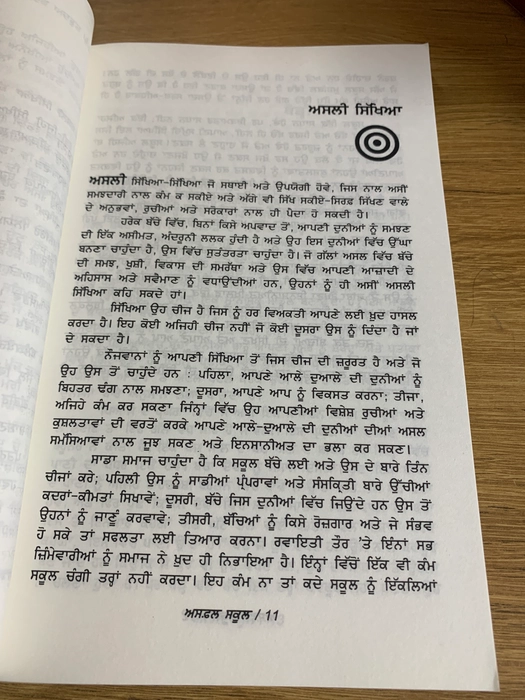 ਅਸਲੀ ਸਿੱਖਿਆ
ਅਸਲੀ ਸਿੱਖਿਆ-ਸਿੱਖਿਆ ਜੋ ਸਥਾਈ ਅਤੇ ਉਪਯੋਗੀ ਹੋਵੇ, ਜਿਸ ਨਾਲ ਅਸੀਂ
ਸਮਝਦਾਰੀ ਨਾਲ ਕੰਮ ਕ ਸਕੀਏ ਅਤੇ ਅੱਗੇ ਵੀ ਸਿੱਖ ਸਕੀਏ-ਸਿਰਫ਼ ਸਿੱਖਣ ਵਾਲੇ
ਦੇ ਅਨੁਭਵਾਂ, ਰੁਚੀਆਂ ਅਤੇ ਸਰੋਕਾਰਾਂ ਨਾਲ ਹੀ ਪੈਦਾ ਹੋ ਸਕਦੀ ਹੈ।
ਹਰੇਕ ਬੱਚੇ ਵਿੱਚ, ਬਿਨਾਂ ਕਿਸੇ ਅਪਵਾਦ ਤੋਂ, ਆਪਣੀ ਦੁਨੀਆਂ ਨੂੰ ਸਮਝਣ
ਦੀ ਇੱਕ ਅਸੀਮਤ, ਅੰਦਰੂਨੀ ਲਲਕ ਹੁੰਦੀ ਹੈ ਅਤੇ ਉਹ ਇਸ ਦੁਨੀਆਂ ਵਿੱਚ ਉੱਘਾ
ਬਨਣਾ ਚਾਹੁੰਦਾ ਹੈ, ਉਸ ਵਿੱਚ ਸੁਤੰਤਰਤਾ ਚਾਹੁੰਦਾ ਹੈ। ਜੋ ਗੱਲਾਂ ਅਸਲ ਵਿੱਚ ਬੱਚੇ
ਦੀ ਸਮਝ, ਖੁਸ਼ੀ, ਵਿਕਾਸ ਦੀ ਸਮਰੱਥਾ ਅਤੇ ਉਸ ਵਿੱਚ ਆਪਣੀ ਆਜ਼ਾਦੀ ਦੇ
ਅਹਿਸਾਸ ਅਤੇ ਸਵੈਮਾਣ ਨੂੰ ਵਧਾਉਂਦੀਆਂ ਹਨ, ਉਹਨਾਂ ਨੂੰ ਹੀ ਅਸੀਂ ਅਸਲੀ
ਸਿੱਖਿਆ ਕਹਿ ਸਕਦੇ ਹਾਂ।
ਸਿੱਖਿਆ ਉਹ ਚੀਜ ਹੈ ਜਿਸ ਨੂੰ ਹਰ ਵਿਅਕਤੀ ਆਪਣੇ ਲਈ ਖ਼ੁਦ ਹਾਸਲ
ਕਰਦਾ ਹੈ। ਇਹ ਕੋਈ ਅਜਿਹੀ ਚੀਜ ਨਹੀਂ ਜੋ ਕੋਈ ਦੂਸਰਾ ਉਸ ਨੂੰ ਦਿੰਦਾ ਹੈ ਜਾਂ
ਦੇ ਸਕਦਾ ਹੈ।
ਨੌਜਵਾਨਾਂ ਨੂੰ ਆਪਣੀ ਸਿੱਖਿਆ ਤੋਂ ਜਿਸ ਚੀਜ ਦੀ ਜ਼ਰੂਰਤ ਹੈ ਅਤੇ ਜੋ
ਉਹ ਉਸ ਤੋਂ ਚਾਹੁੰਦੇ ਹਨ : ਪਹਿਲਾ, ਆਪਣੇ ਆਲੇ ਦੁਆਲੇ ਦੀ ਦੁਨੀਆਂ ਨੂੰ
ਬਿਹਤਰ ਢੰਗ ਨਾਲ ਸਮਝਣਾ; ਦੂਸਰਾ, ਆਪਣੇ ਆਪ ਨੂੰ ਵਿਕਸਤ ਕਰਨਾ; ਤੀਜਾ,
ਅਜਿਹੇ ਕੰਮ ਕਰ ਸਕਣਾ ਜਿੰਨ੍ਹਾਂ ਵਿੱਚ ਉਹ ਆਪਣੀਆਂ ਵਿਸ਼ੇਸ਼ ਰੁਚੀਆਂ ਅਤੇ
ਕੁਸ਼ਲਤਾਵਾਂ ਦੀ ਵਰਤੋਂ ਕਰਕੇ ਆਪਣੇ ਆਲੇ-ਦੁਆਲੇ ਦੀ ਦੁਨੀਆਂ ਦੀਆਂ ਅਸਲ
ਸਮੱਸਿਆਵਾਂ ਨਾਲ ਜੂਝ ਸਕਣ ਅਤੇ ਇਨਸਾਨੀਅਤ ਦਾ ਭਲਾ ਕਰ ਸਕਣ।
ਸਾਡਾ ਸਮਾਜ ਚਾਹੁੰਦਾ ਹੈ ਕਿ ਸਕੂਲ ਬੱਚੇ ਲਈ ਅਤੇ ਉਸ ਦੇ ਬਾਰੇ ਤਿੰਨ
ਚੀਜਾਂ ਕਰੇ; ਪਹਿਲੀ ਉਸ ਨੂੰ ਸਾਡੀਆਂ ਪ੍ਰੰਪਰਾਵਾਂ ਅਤੇ ਸੰਸਕ੍ਰਿਤੀ ਬਾਰੇ ਉੱਚੀਆਂ
ਕਦਰਾਂ-ਕੀਮਤਾਂ ਸਿਖਾਵੇ; ਦੂਸਰੀ, ਬੱਚੇ ਜਿਸ ਦੁਨੀਆਂ ਵਿੱਚ ਜਿਉਂਦੇ ਹਨ ਉਸ ਤੋਂ
ਉਹਨਾਂ ਨੂੰ ਜਾਣੂੰ ਕਰਵਾਵੇ; ਤੀਸਰੀ, ਬੱਚਿਆਂ ਨੂੰ ਕਿਸੇ ਰੋਜ਼ਗਾਰ ਅਤੇ ਜੇ ਸੰਭਵ
ਹੋ ਸਕੇ ਤਾਂ ਸਫਲਤਾ ਲਈ ਤਿਆਰ ਕਰਨਾ। ਰਵਾਇਤੀ ਤੌਰ 'ਤੇ ਇੰਨਾਂ ਸਭ
ਜ਼ਿੰਮੇਵਾਰੀਆਂ ਨੂੰ ਸਮਾਜ ਨੇ ਖ਼ੁਦ ਹੀ ਨਿਭਾਇਆ ਹੈ। ਇੰਨ੍ਹਾਂ ਵਿੱਚੋਂ ਇੱਕ ਵੀ ਕੰਮ
ਸਕੂਲ ਚੰਗੀ ਤਰ੍ਹਾਂ ਨਹੀਂ ਕਰਦਾ। ਇਹ ਕੰਮ ਨਾ ਤਾਂ ਕਦੇ ਸਕੂਲ ਨੂੰ ਇਕੱਲਿਆਂ
ਅਸਫ਼ਲ ਸਕੂਲ / 11